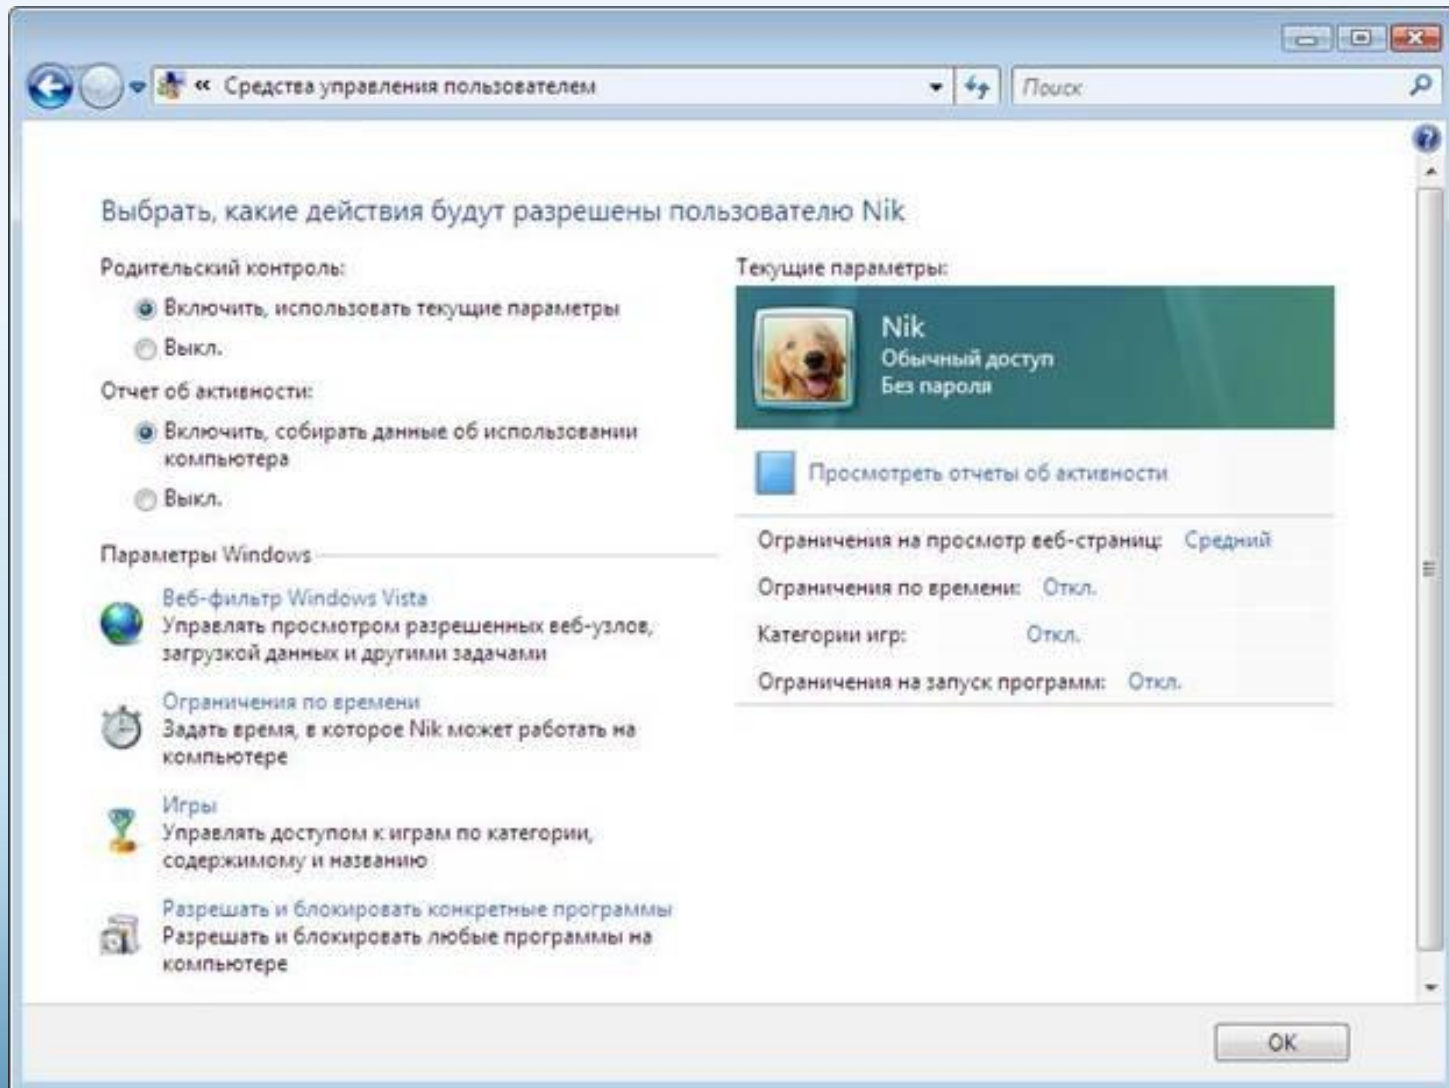 « Средства управления пользователем
Поиск
Выбрать, какие действия будут разрешены пользователю Nik
Родительский контроль:
Включить, использовать текущие параметры
Выкл.
Отчет об активности:
Включить, собирать данные об использовании
компьютера
Выкл.
Параметры Windows
Веб-фильтр Windows Vista
Управлять просмотром разрешенных веб-узлов,
загрузкой данных и другими задачами
Ограничения по времени
Задать время, в которое Nik может работать на
компьютере
Игры
Управлять доступом к играм по категории,
содержимому и названию
Разрешать и блокировать конкретные программы
Разрешать и блокировать любые программы на
компьютере
Текущие параметры:
Nik
Обычный доступ
Без пароля
Просмотреть отчеты об активности
Ограничения на просмотр веб-страниц: Средний
Ограничения по времени: Откл.
Категории игр: Откл.
Ограничения на запуск программ: Откл.
OK